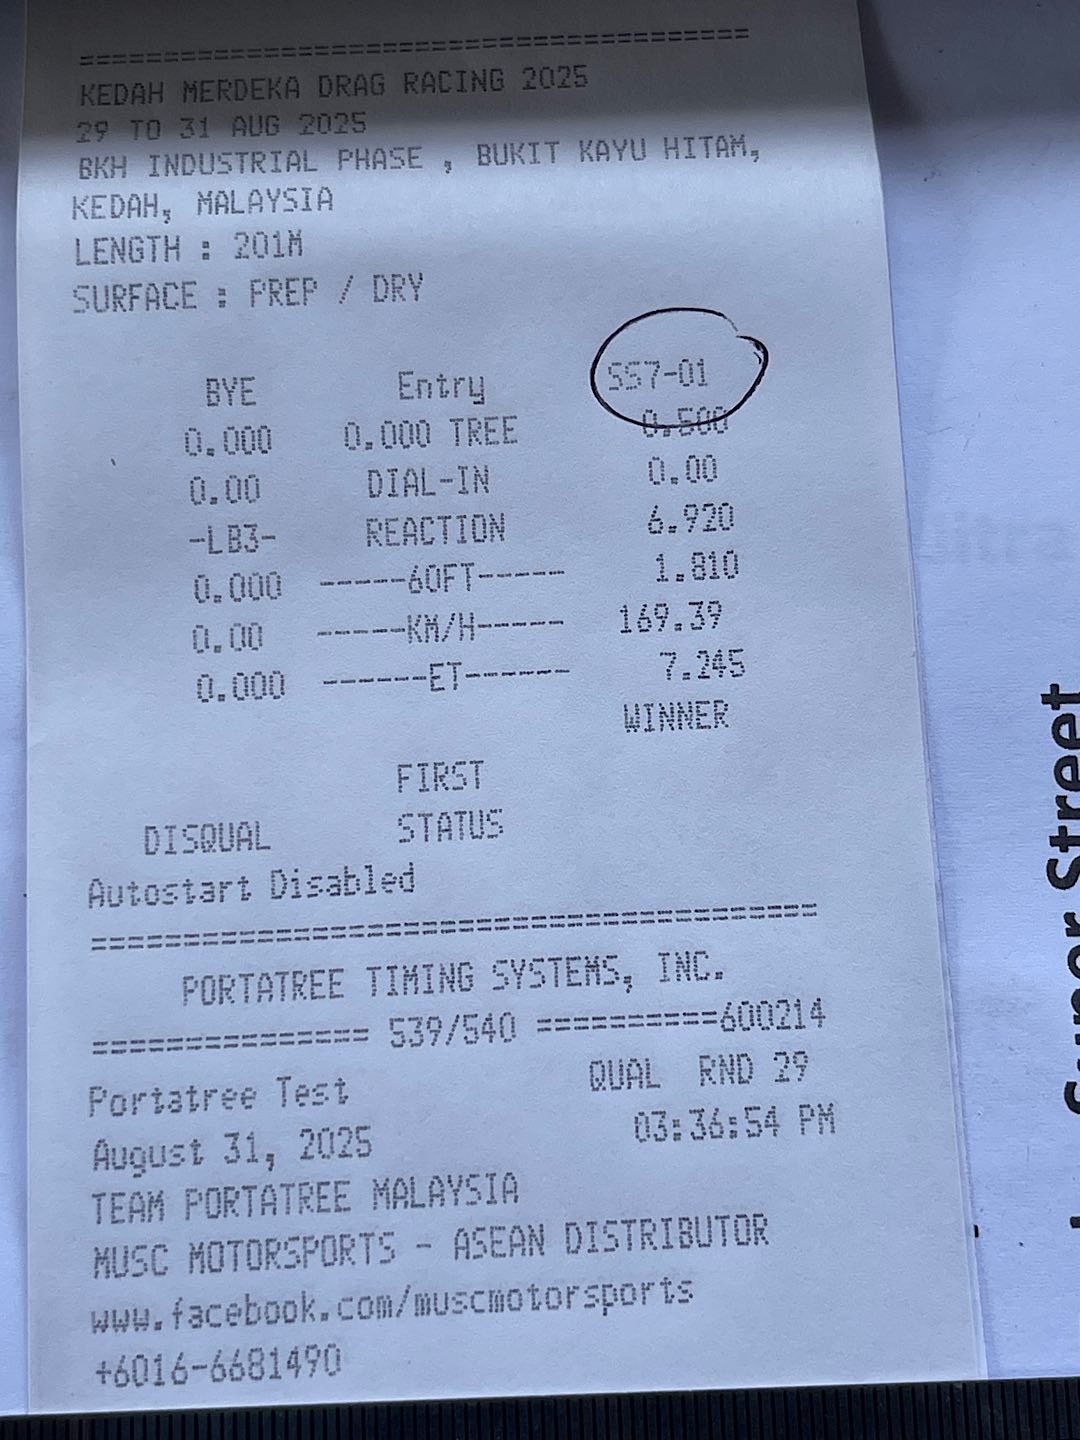 =======================================
KEDAH MERDEKA DRAG RACING 2025
29 TO 31 AUG 2025
BKH INDUSTRIAL PHASE , BUKIT KAYU HITAM,
KEDAH, MALAYSIA
LENGTH : 201M
SURFACE : PREP / DRY
BYE Entry SS7-01
0.000 0.000 TREE 0.500
0.00 DIAL-IN 0.00
-LB3- REACTION 6.920
0.000 -----60FT----- 1.810
0.00 -----KM/H----- 169.39
0.000 ------ET------ 7.245
WINNER
FIRST
DISQUAL STATUS
Autostart Disabled
=======================================
PORTATREE TIMING SYSTEMS, INC.
=============== 539/540 ==========600214
Portatree Test QUAL RND 29
August 31, 2025 03:36:54 PM
TEAM PORTATREE MALAYSIA
MUSC MOTORSPORTS - ASEAN DISTRIBUTOR
www.facebook.com/muscmotorsports
+6016-6681490
Super Street